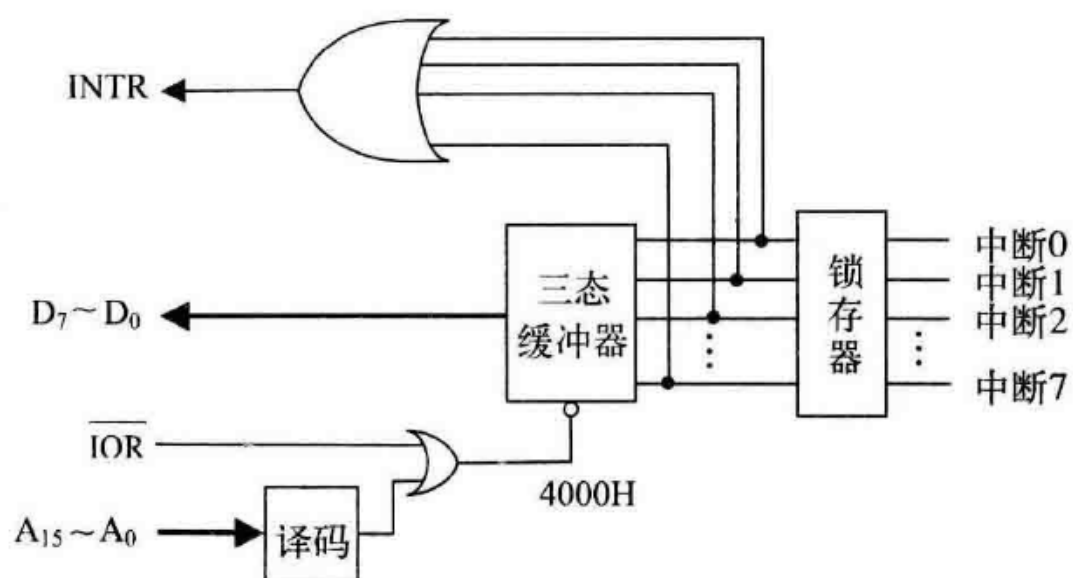 INTR
三态
缓冲器
锁
存
器
中断0
中断1
中断2
⋮
⋮
中断7
D₇~D₀
I̅O̅R̅
4000H
A₁₅~A₀
译码